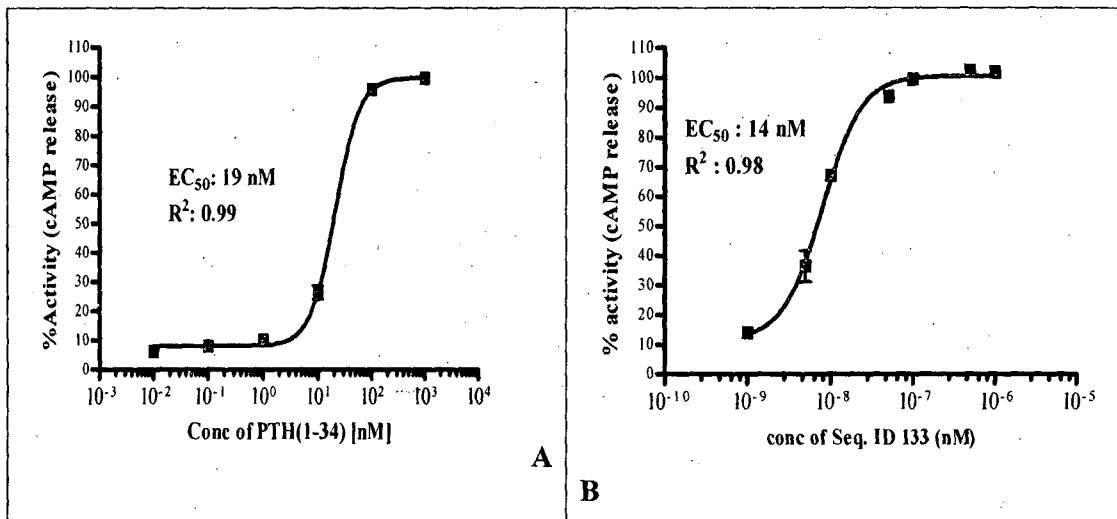 %Activity (cAMP release)
110
100
90
80
70
60
50
40
30
20
10
0
EC₅₀: 19 nM
R²: 0.99
10⁻³ 10⁻² 10⁻¹ 10⁰ 10¹ 10² 10³ 10⁴
Conc of PTH(1-34) [nM]
A
% activity (cAMP release)
110
100
90
80
70
60
50
40
30
20
10
0
EC₅₀ : 14 nM
R² : 0.98
10⁻¹⁰ 10⁻⁹ 10⁻⁸ 10⁻⁷ 10⁻⁶ 10⁻⁵
conc of Seq. ID 133 (nM)
B